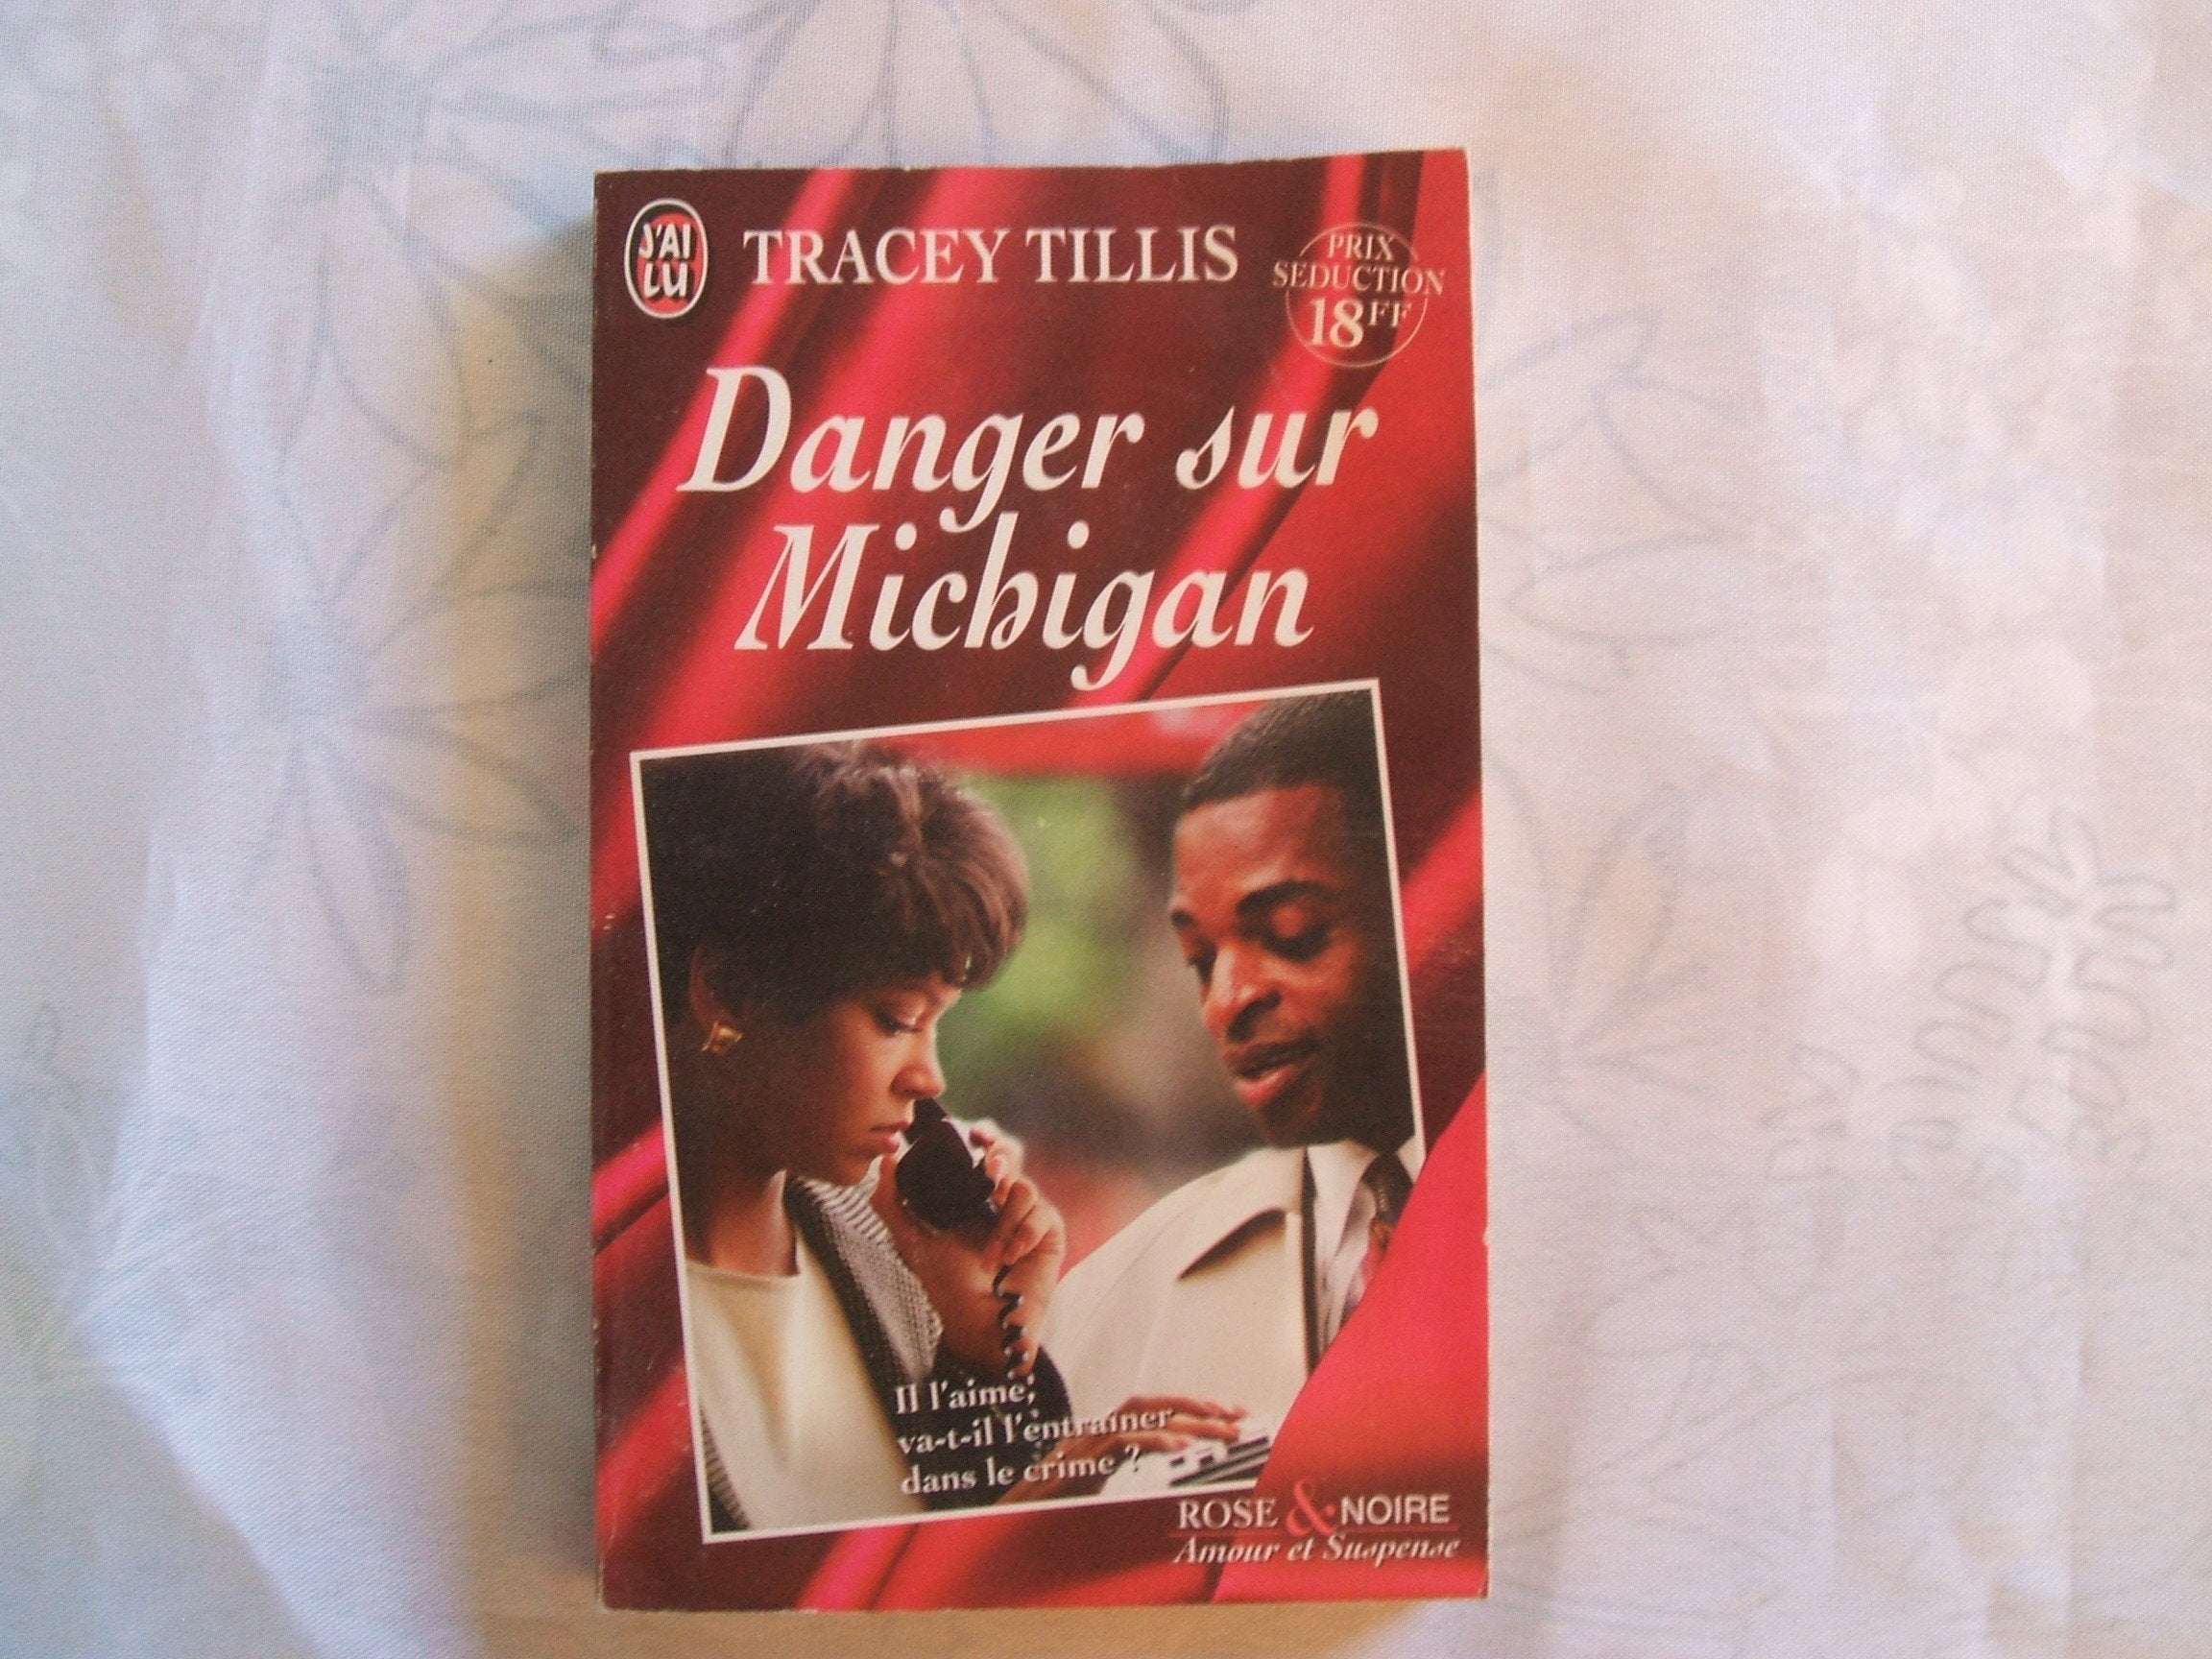 J'AI
LU
TRACEY TILLIS
PRIX
SEDUCTION
18FF
Danger sur
Michigan
Il l'aime,
va-t-il l'entraîner
dans le crime ?
ROSE & NOIRE
Amour et Suspense